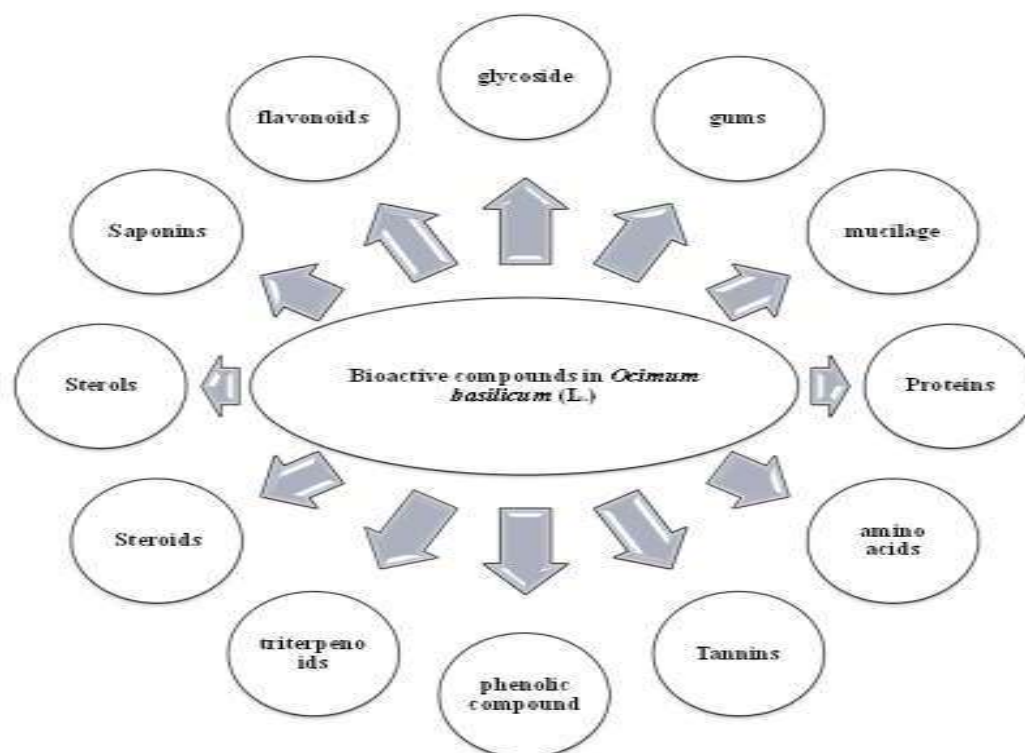 glycoside
flavonoids
gums
Saponins
mucilage
Sterols
Bioactive compounds in Ocimum
basilicum (L.)
Proteins
Steroids
amino
acids
triterpeno
ids
Tannins
phenolic
compound